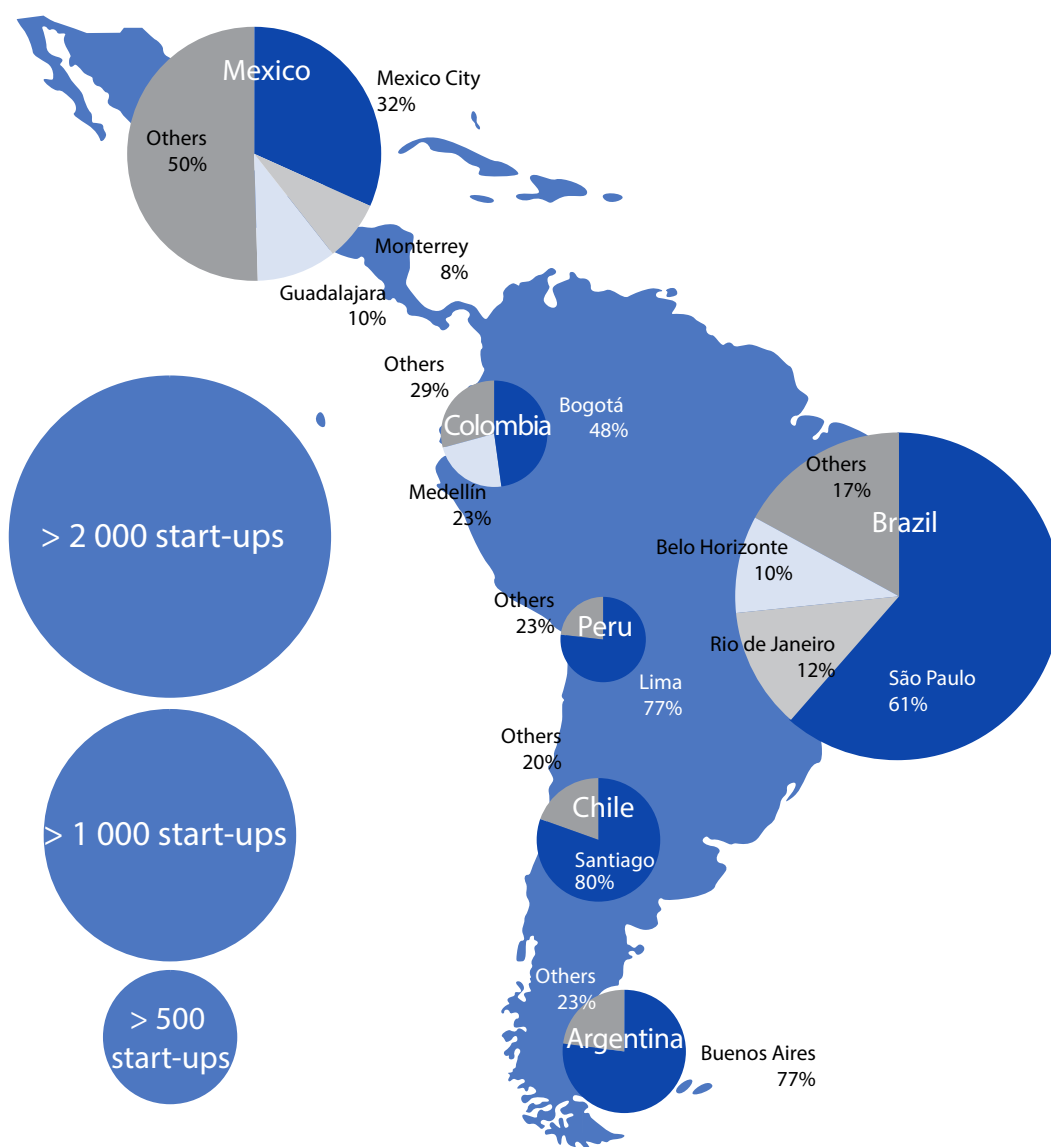 Mexico
Mexico City
32%
Others
50%
Monterrey
8%
Guadalajara
10%
Others
29%
Colombia
Bogotá
48%
Medellín
23%
Others
17%
Brazil
Belo Horizonte
10%
Rio de Janeiro
12%
São Paulo
61%
> 2 000 start-ups
Others
23%
Peru
Lima
77%
Others
20%
Chile
Santiago
80%
> 1 000 start-ups
Others
23%
Argentina
Buenos Aires
77%
> 500
start-ups